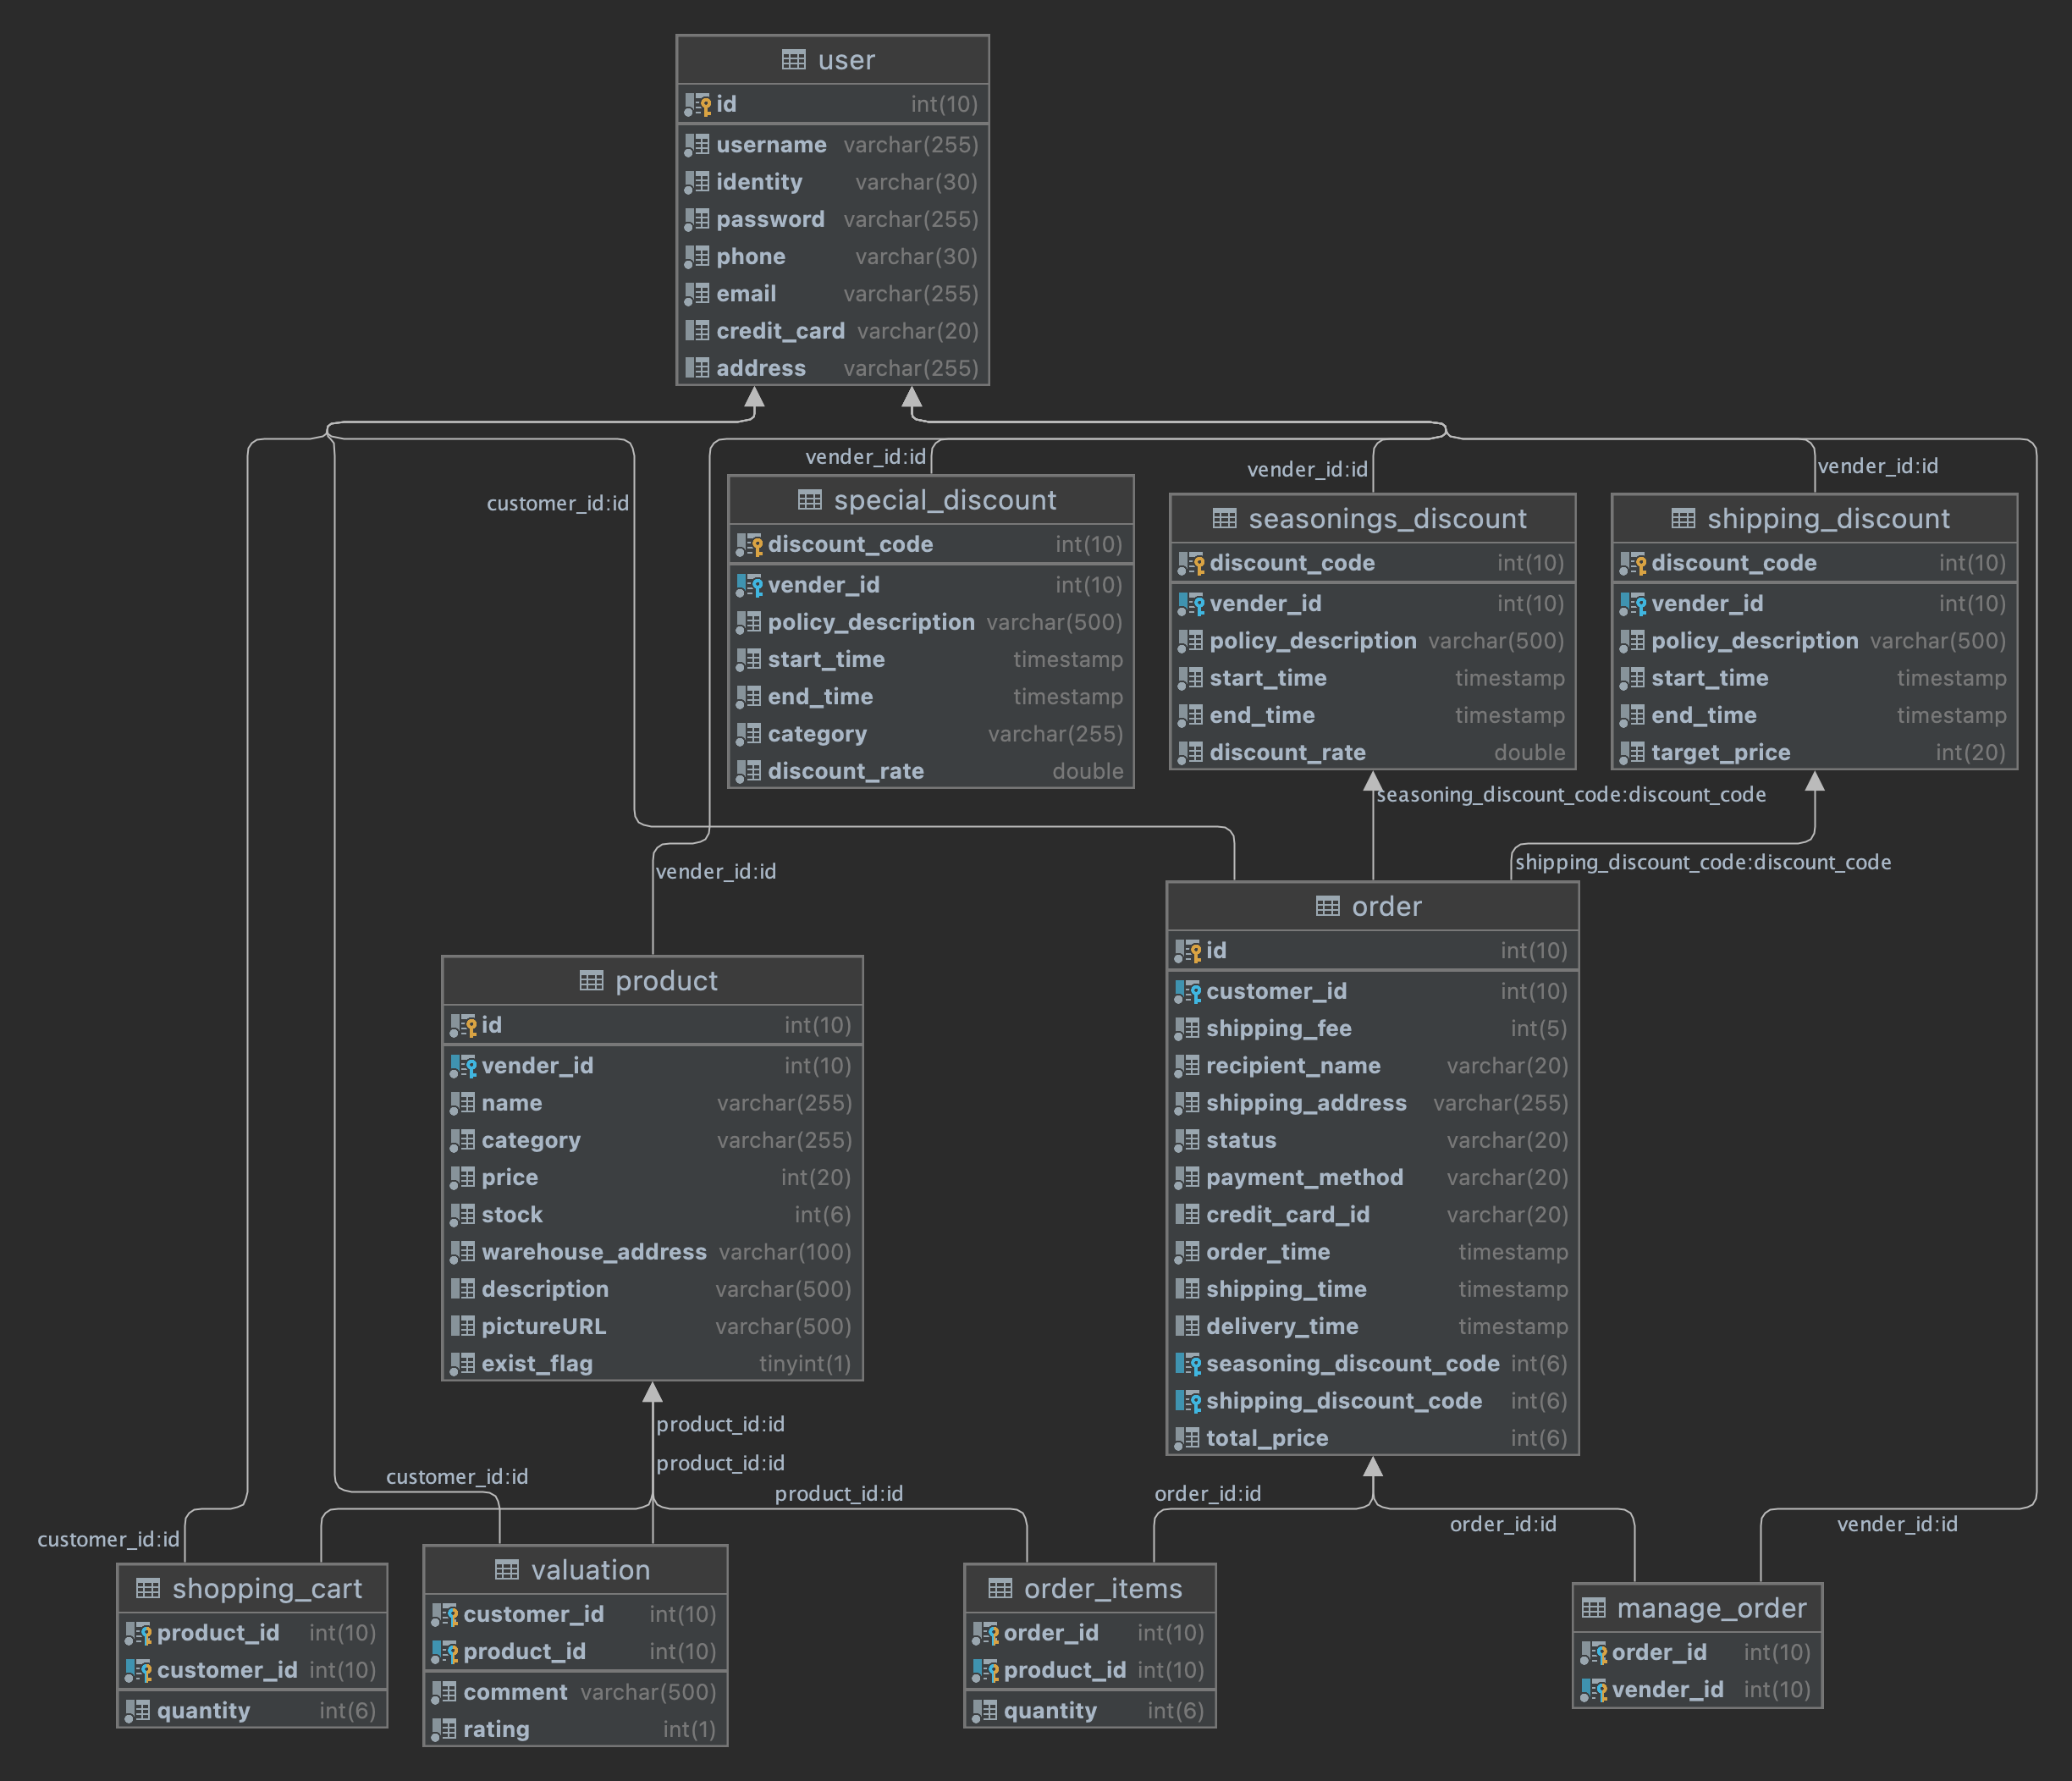 user
id int(10)
username varchar(255)
identity varchar(30)
password varchar(255)
phone varchar(30)
email varchar(255)
credit_card varchar(20)
address varchar(255)
vender_id:id
vender_id:id
vender_id:id
customer_id:id
special_discount
discount_code int(10)
vender_id int(10)
policy_description varchar(500)
start_time timestamp
end_time timestamp
category varchar(255)
discount_rate double
seasonings_discount
discount_code int(10)
vender_id int(10)
policy_description varchar(500)
start_time timestamp
end_time timestamp
discount_rate double
shipping_discount
discount_code int(10)
vender_id int(10)
policy_description varchar(500)
start_time timestamp
end_time timestamp
target_price int(20)
seasoning_discount_code:discount_code
shipping_discount_code:discount_code
vender_id:id
product
id int(10)
vender_id int(10)
name varchar(255)
category varchar(255)
price int(20)
stock int(6)
warehouse_address varchar(100)
description varchar(500)
pictureURL varchar(500)
exist_flag tinyint(1)
order
id int(10)
customer_id int(10)
shipping_fee int(5)
recipient_name varchar(20)
shipping_address varchar(255)
status varchar(20)
payment_method varchar(20)
credit_card_id varchar(20)
order_time timestamp
shipping_time timestamp
delivery_time timestamp
seasoning_discount_code int(6)
shipping_discount_code int(6)
total_price int(6)
product_id:id
product_id:id
customer_id:id
product_id:id
order_id:id
order_id:id
vender_id:id
customer_id:id
shopping_cart
product_id int(10)
customer_id int(10)
quantity int(6)
valuation
customer_id int(10)
product_id int(10)
comment varchar(500)
rating int(1)
order_items
order_id int(10)
product_id int(10)
quantity int(6)
manage_order
order_id int(10)
vender_id int(10)